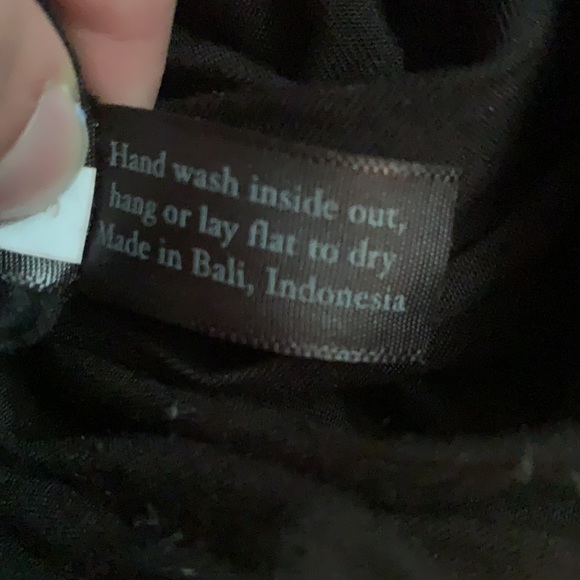 Hand wash inside out,
hang or lay flat to dry
Made in Bali, Indonesia